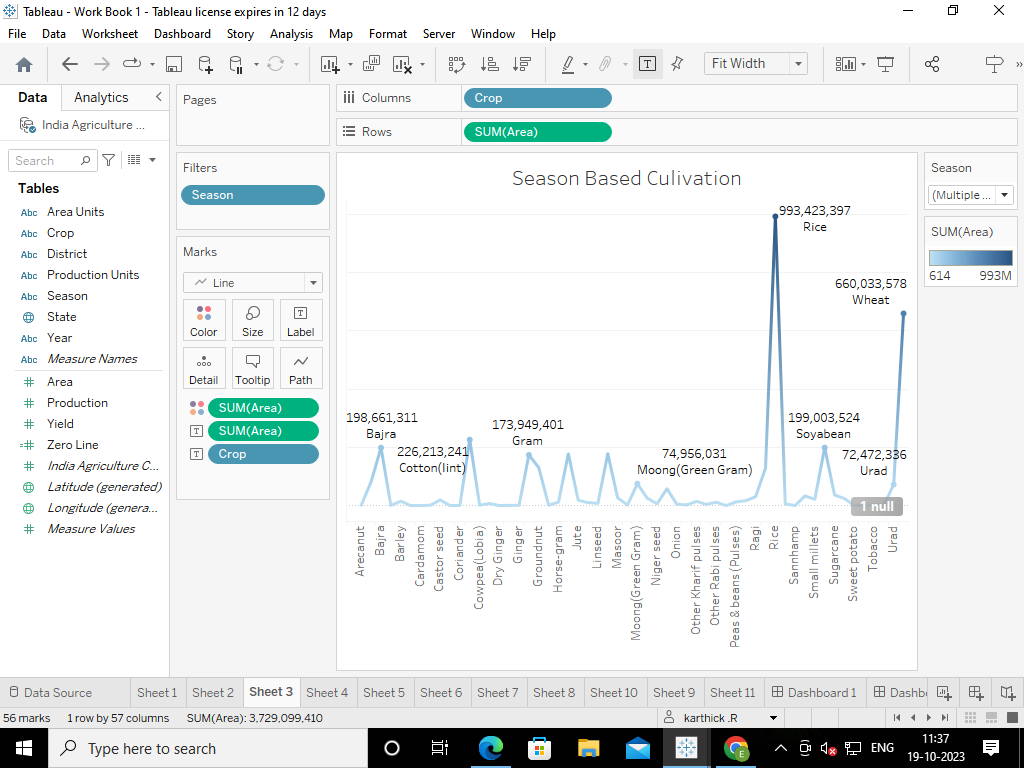 Tableau - Work Book 1 - Tableau license expires in 12 days
File Data Worksheet Dashboard Story Analysis Map Format Server Window Help
Fit Width
Data Analytics
India Agriculture ...
Search
Tables
Abc Area Units
Abc Crop
Abc District
Abc Production Units
Abc Season
State
Abc Year
Abc Measure Names
Area
Production
Yield
Zero Line
India Agriculture C...
Latitude (generated)
Longitude (genera...
Measure Values
Pages
Filters
Season
Marks
Line
Color Size Label
Detail Tooltip Path
SUM(Area)
SUM(Area)
Crop
Columns Crop
Rows SUM(Area)
Season Based Culivation
993,423,397
Rice
660,033,578
Wheat
198,661,311
Bajra
226,213,241
Cotton(lint)
173,949,401
Gram
74,956,031
Moong(Green Gram)
199,003,524
Soyabean
72,472,336
Urad
1 null
Arecanut
Bajra
Barley
Cardamom
Castor seed
Coriander
Cowpea(Lobia)
Dry Ginger
Ginger
Groundnut
Horse-gram
Jute
Linseed
Masoor
Moong(Green Gram)
Niger seed
Onion
Other Kharif pulses
Other Rabi pulses
Peas & beans (Pulses)
Ragi
Rice
Sannhamp
Small millets
Sugarcane
Sweet potato
Tobacco
Urad
Season
(Multiple ...
SUM(Area)
614 993M
Data Source Sheet 1 Sheet 2 Sheet 3 Sheet 4 Sheet 5 Sheet 6 Sheet 7 Sheet 8 Sheet 10 Sheet 9 Sheet 11 Dashboard 1 Dashb
56 marks 1 row by 57 columns SUM(Area): 3,729,099,410 karthick .R
Type here to search
E
ENG
11:37
19-10-2023